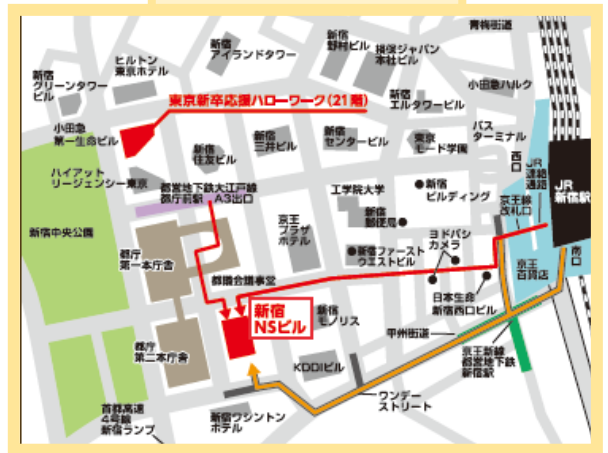 青梅街道
新宿
アイランドタワー
新宿
野村ビル
損保ジャパン
本社ビル
ヒルトン
東京ホテル
新宿
グリーンタワー
ビル
小田急ハルク
東京新卒応援ハローワーク(21階)
新宿
エルタワービル
小田急
第一生命ビル
バス
ターミナル
新宿
住友ビル
新宿
三井ビル
新宿
センタービル
東京
モード学園
西口
JR
連絡
通路
JR
新宿駅
ハイアット
リージェンシー東京
都営地下鉄大江戸線
都庁前駅 A3出口
工学院大学
新宿
ビルディング
京王線
改札口
新宿
郵便局
京王
プラザ
ホテル
ヨドバシ
カメラ
新宿中央公園
都庁
第一本庁舎
新宿ファースト
ウエストビル
南口
京王
百貨店
都議会議事堂
新宿
NSビル
新宿
モノリス
日本生命
新宿西口ビル
甲州街道
都庁
第二本庁舎
KDDIビル
京王新線
都営地下鉄
新宿駅
ワンデー
ストリート
首都高速
4号線
新宿ランプ
新宿ワシントン
ホテル